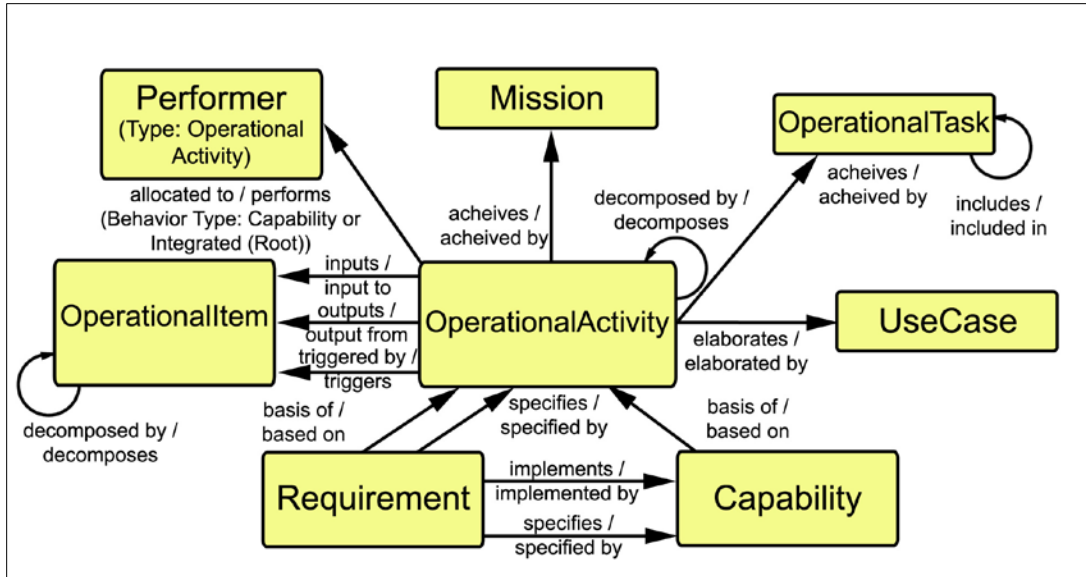 Performer
(Type: Operational
Activity)
Mission
OperationalTask
allocated to / performs
(Behavior Type: Capability or
Integrated (Root))
acheives /
acheived by
decomposed by /
decomposes
acheives /
acheived by
includes /
included in
OperationalItem
inputs /
input to
outputs /
output from
triggered by /
triggers
OperationalActivity
UseCase
elaborates /
elaborated by
decomposed by /
decomposes
basis of /
based on
specifies /
specified by
basis of /
based on
Requirement
implements /
implemented by
specifies /
specified by
Capability